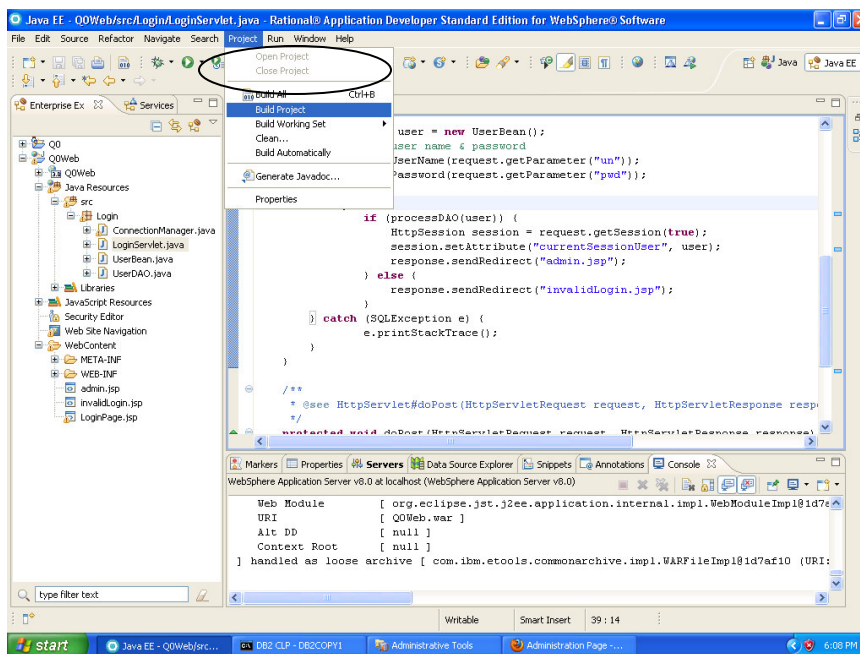 Java EE - Q0Web/src/Login/LoginServlet.java - Rational® Application Developer Standard Edition for WebSphere® Software
File Edit Source Refactor Navigate Search Project Run Window Help
Open Project
Close Project
Build All Ctrl+B
Build Project
Build Working Set
Clean...
Build Automatically
Generate Javadoc...
Properties
Java
Java EE
Enterprise Ex
Services
Q0
Q0Web
Q0Web
Java Resources
src
Login
ConnectionManager.java
LoginServlet.java
UserBean.java
UserDAO.java
Libraries
JavaScript Resources
Security Editor
Web Site Navigation
WebContent
META-INF
WEB-INF
admin.jsp
invalidLogin.jsp
LoginPage.jsp
type filter text
user = new UserBean();
user name & password
UserName(request.getParameter("un"));
Password(request.getParameter("pwd"));
if (processDAO(user)) {
HttpSession session = request.getSession(true);
session.setAttribute("currentSessionUser", user);
response.sendRedirect("admin.jsp");
} else {
response.sendRedirect("invalidLogin.jsp");
}
} catch (SQLException e) {
e.printStackTrace();
}
}
/**
* @see HttpServlet#doPost(HttpServletRequest request, HttpServletResponse resp
*/
protected void doPost(HttpServletRequest request, HttpServletResponse response)
Markers Properties Servers Data Source Explorer Snippets Annotations Console
WebSphere Application Server v8.0 at localhost (WebSphere Application Server v8.0)
Web Module [ org.eclipse.jst.j2ee.application.internal.impl.WebModuleImpl@1d7a
URI [ Q0Web.war ]
Alt DD [ null ]
Context Root [ null ]
] handled as loose archive [ com.ibm.etools.commonarchive.impl.WARFileImpl@1d7af10 (URI:
Writable Smart Insert 39 : 14
start
Java EE - Q0Web/src...
DB2 CLP - DB2COPY1
Administrative Tools
Administration Page -...
6:08 PM